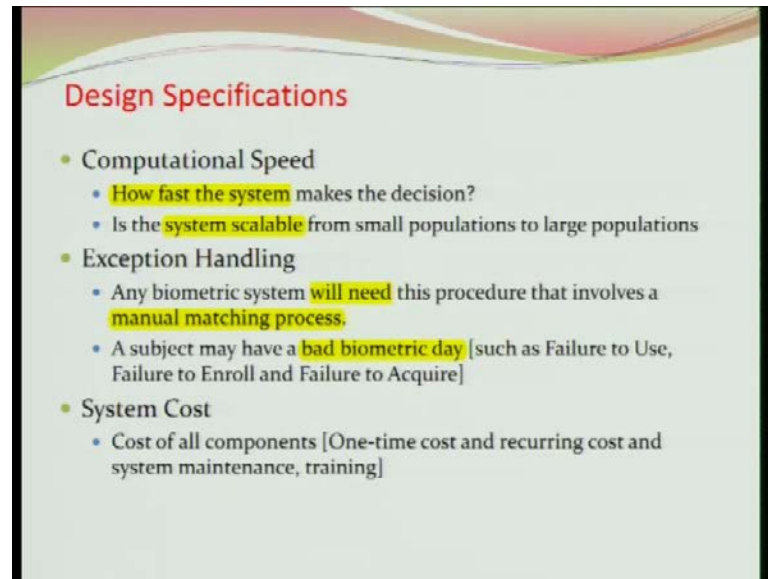 Design Specifications
Computational Speed
How fast the system makes the decision?
Is the system scalable from small populations to large populations
Exception Handling
Any biometric system will need this procedure that involves a
manual matching process.
A subject may have a bad biometric day [such as Failure to Use,
Failure to Enroll and Failure to Acquire]
System Cost
Cost of all components [One-time cost and recurring cost and
system maintenance, training]